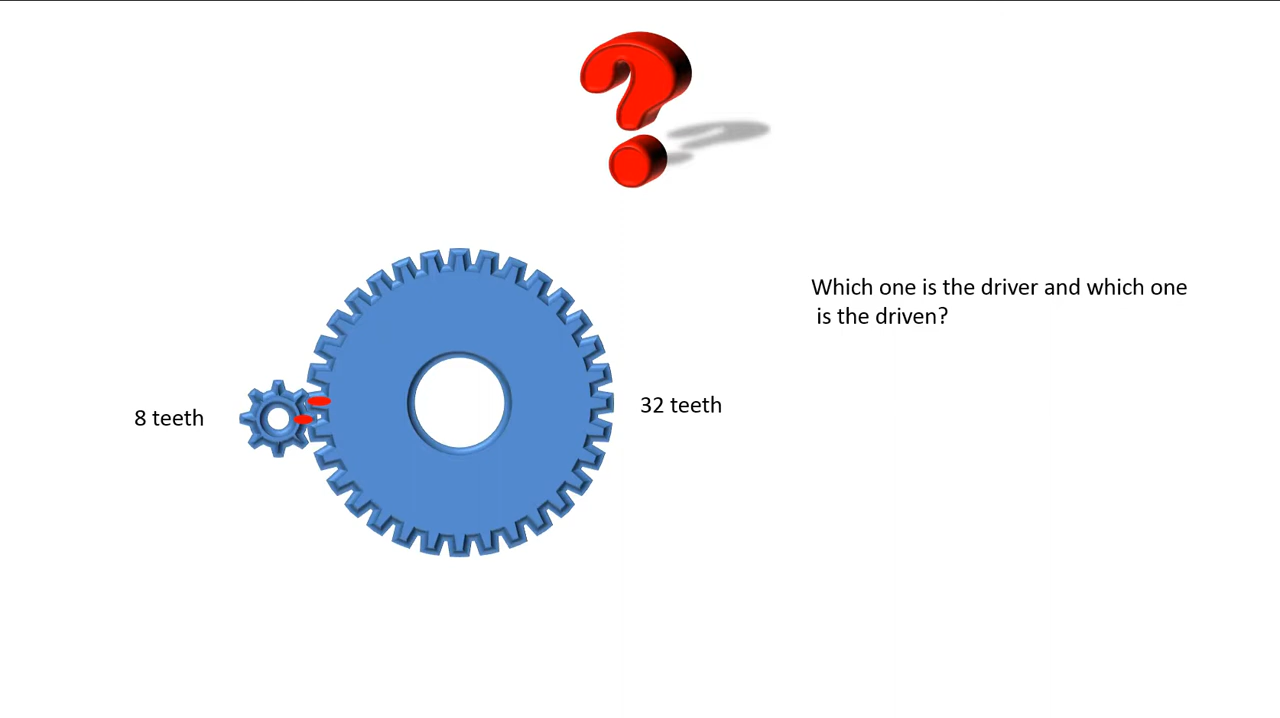 ?
Which one is the driver and which one
is the driven?
8 teeth
32 teeth